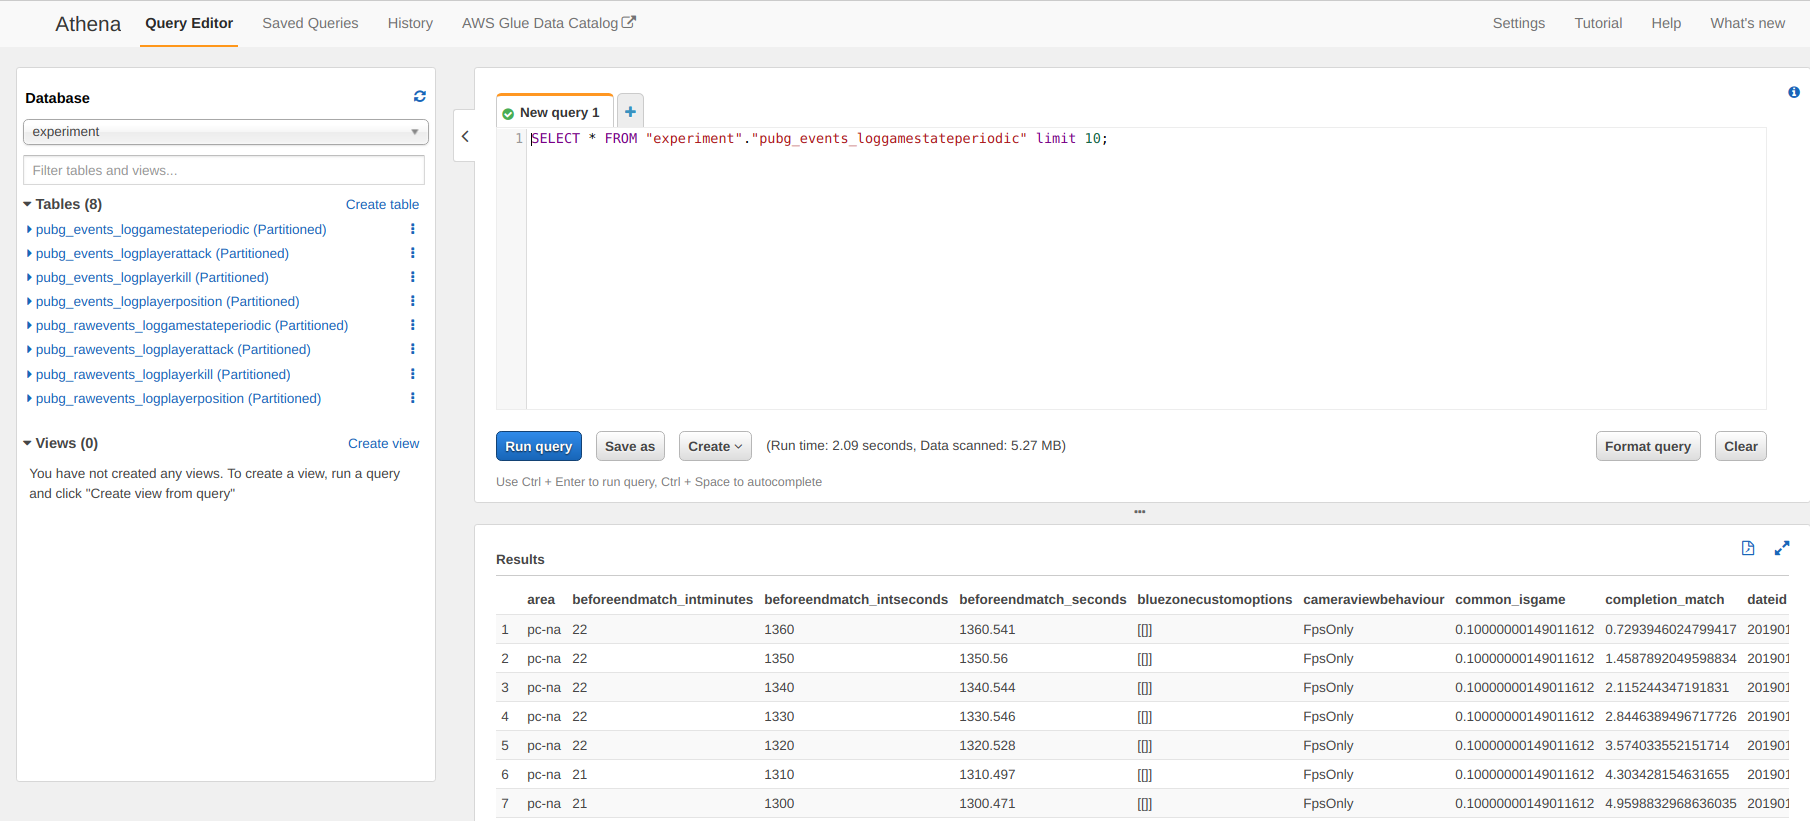 Athena Query Editor Saved Queries History AWS Glue Data Catalog Settings Tutorial Help What's new
Database
experiment
Filter tables and views...
Tables (8) Create table
pubg_events_loggamestateperiodic (Partitioned)
pubg_events_logplayerattack (Partitioned)
pubg_events_logplayerkill (Partitioned)
pubg_events_logplayerposition (Partitioned)
pubg_rawevents_loggamestateperiodic (Partitioned)
pubg_rawevents_logplayerattack (Partitioned)
pubg_rawevents_logplayerkill (Partitioned)
pubg_rawevents_logplayerposition (Partitioned)
Views (0) Create view
You have not created any views. To create a view, run a query
and click "Create view from query"
New query 1
1 SELECT * FROM "experiment"."pubg_events_loggamestateperiodic" limit 10;
Run query Save as Create (Run time: 2.09 seconds, Data scanned: 5.27 MB) Format query Clear
Use Ctrl + Enter to run query, Ctrl + Space to autocomplete
Results
area beforeendmatch_intminutes beforeendmatch_intseconds beforeendmatch_seconds bluezonecustomoptions cameraviewbehaviour common_isgame completion_match dateid
1 pc-na 22 1360 1360.541 [[]] FpsOnly 0.10000000149011612 0.7293946024799417 201901
2 pc-na 22 1350 1350.56 [[]] FpsOnly 0.10000000149011612 1.4587892049598834 201901
3 pc-na 22 1340 1340.544 [[]] FpsOnly 0.10000000149011612 2.115244347191831 201901
4 pc-na 22 1330 1330.546 [[]] FpsOnly 0.10000000149011612 2.8446389496717726 201901
5 pc-na 22 1320 1320.528 [[]] FpsOnly 0.10000000149011612 3.574033552151714 201901
6 pc-na 21 1310 1310.497 [[]] FpsOnly 0.10000000149011612 4.303428154631655 201901
7 pc-na 21 1300 1300.471 [[]] FpsOnly 0.10000000149011612 4.9598832968636035 201901